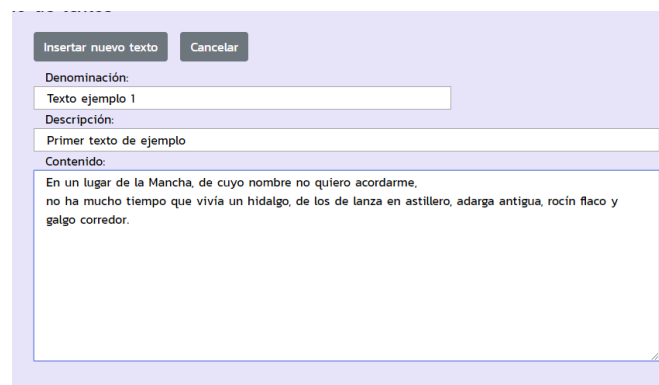 Insertar nuevo texto Cancelar
Denominación:
Texto ejemplo 1
Descripción:
Primer texto de ejemplo
Contenido:
En un lugar de la Mancha, de cuyo nombre no quiero acordarme,
no ha mucho tiempo que vivía un hidalgo, de los de lanza en astillero, adarga antigua, rocín flaco y
galgo corredor.